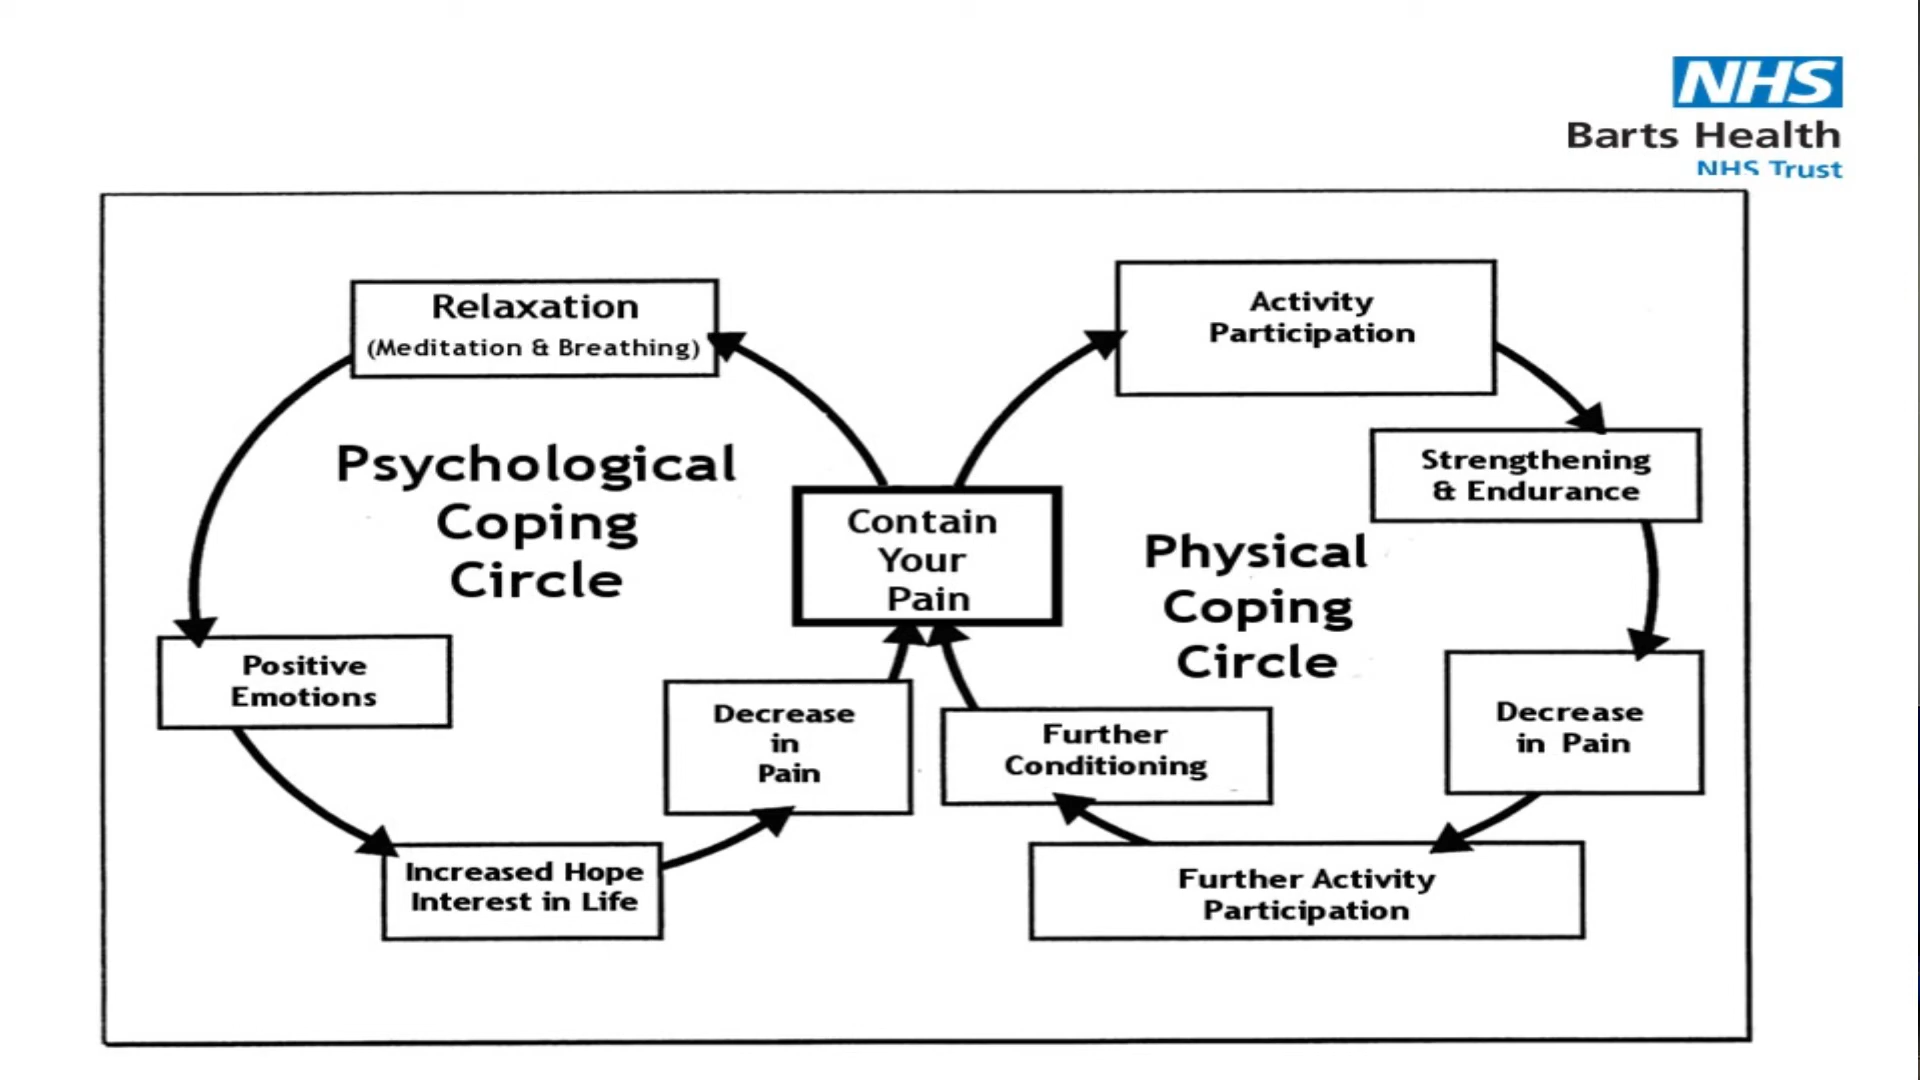 NHS
Barts Health
NHS Trust
Relaxation
(Meditation & Breathing)
Psychological
Coping
Circle
Positive
Emotions
Increased Hope
Interest in Life
Decrease
in
Pain
Contain
Your
Pain
Activity
Participation
Strengthening
& Endurance
Physical
Coping
Circle
Decrease
in Pain
Further Activity
Participation
Further
Conditioning